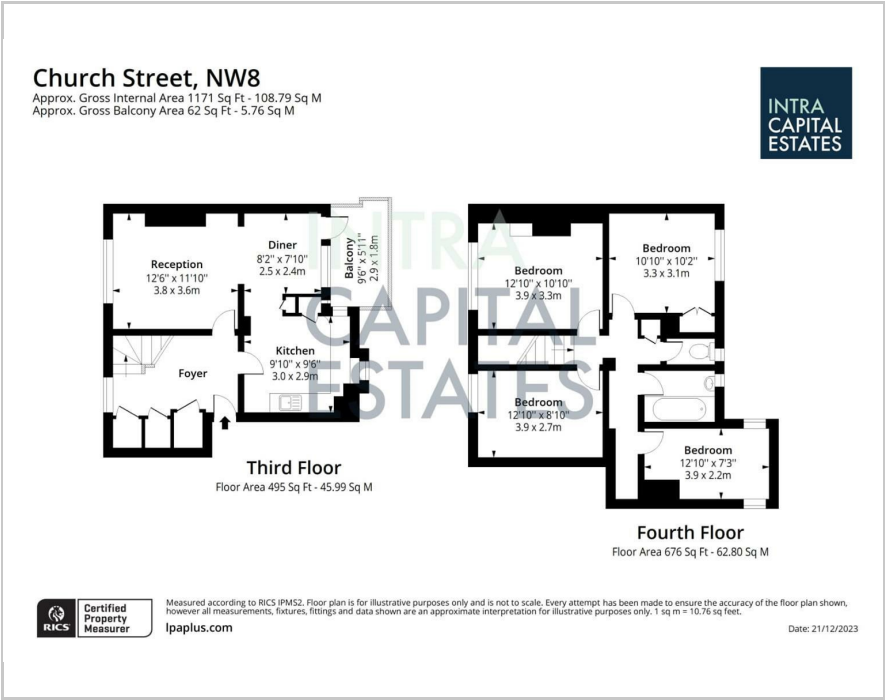 Church Street, NW8
Approx. Gross Internal Area 1171 Sq Ft - 108.79 Sq M
Approx. Gross Balcony Area 62 Sq Ft - 5.76 Sq M
INTRA
CAPITAL
ESTATES
INTRA
CAPITAL
ESTATES
Reception
12'6" x 11'10"
3.8 x 3.6m
Diner
8'2" x 7'10"
2.5 x 2.4m
Balcony
9'6" x 5'11"
2.9 x 1.8m
Kitchen
9'10" x 9'6"
3.0 x 2.9m
Foyer
Third Floor
Floor Area 495 Sq Ft - 45.99 Sq M
Bedroom
12'10" x 10'10"
3.9 x 3.3m
Bedroom
10'10" x 10'2"
3.3 x 3.1m
Bedroom
12'10" x 8'10"
3.9 x 2.7m
Bedroom
12'10" x 7'3"
3.9 x 2.2m
Fourth Floor
Floor Area 676 Sq Ft - 62.80 Sq M
RICS
Certified
Property
Measurer
Measured according to RICS IPMS2. Floor plan is for illustrative purposes only and is not to scale. Every attempt has been made to ensure the accuracy of the floor plan shown,
however all measurements, fixtures, fittings and data shown are an approximate interpretation for illustrative purposes only. 1 sq m = 10.76 sq feet.
lpaplus.com
Date: 21/12/2023